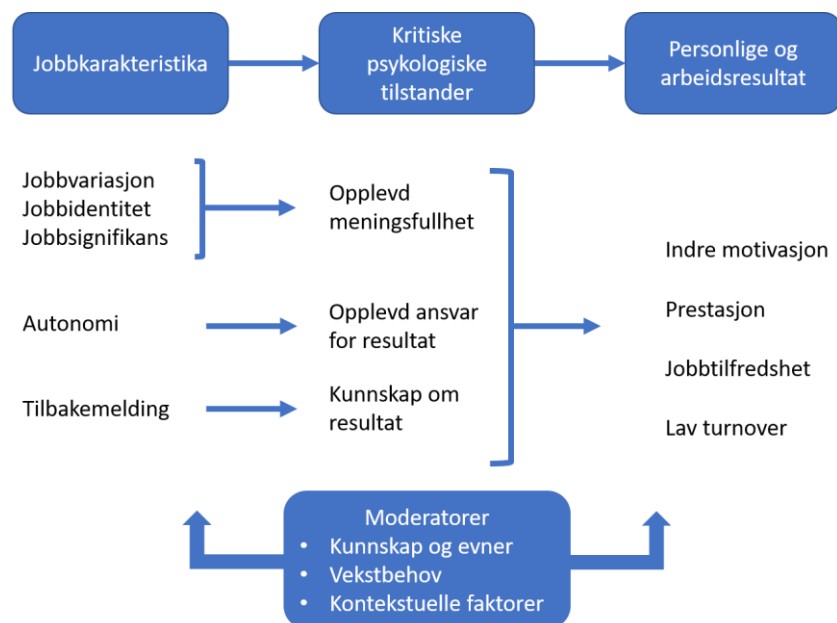 Jobbkarakteristika
Kritiske
psykologiske
tilstander
Personlige og
arbeidsresultat
Jobbvariasjon
Jobbidentitet
Jobbsignifikans
Opplevd
meningsfullhet
Autonomi
Opplevd ansvar
for resultat
Tilbakemelding
Kunnskap om
resultat
Indre motivasjon
Prestasjon
Jobbtilfredshet
Lav turnover
Moderatorer
• Kunnskap og evner
• Vekstbehov
• Kontekstuelle faktorer